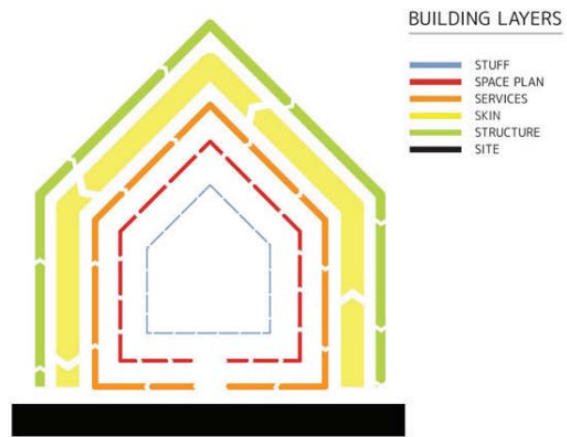 BUILDING LAYERS
STUFF
SPACE PLAN
SERVICES
SKIN
STRUCTURE
SITE